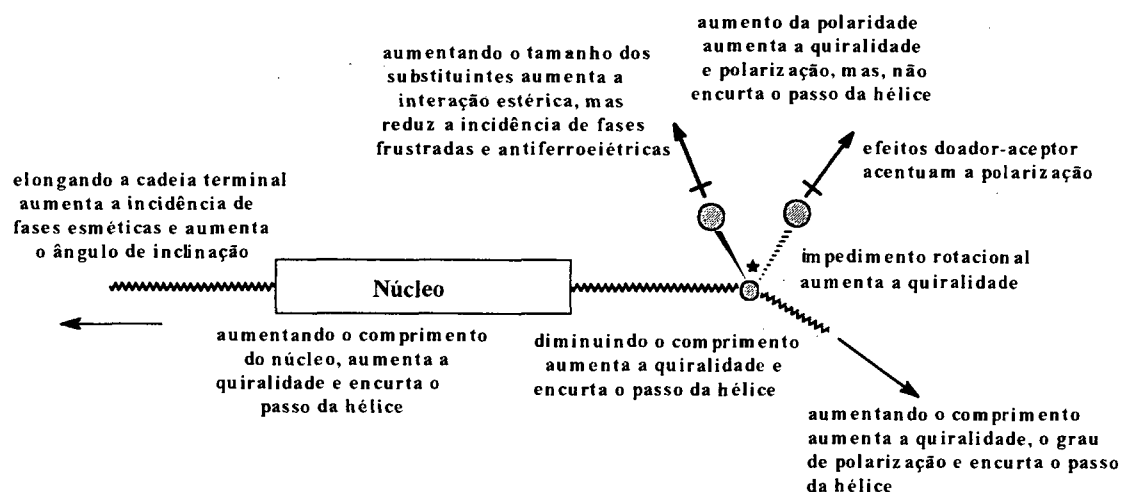 aumento da polaridade
aumenta a quiralidade
e polarização, mas, não
encurta o passo da hélice
aumentando o tamanho dos
substituintes aumenta a
interação estérica, mas
reduz a incidência de fases
frustradas e antiferroeiétricas
efeitos doador-aceptor
acentuam a polarização
elongando a cadeia terminal
aumenta a incidência de
fases esméticas e aumenta
o ângulo de inclinação
impedimento rotacional
aumenta a quiralidade
Núcleo
aumentando o comprimento
do núcleo, aumenta a
quiralidade e encurta o
passo da hélice
diminuindo o comprimento
aumenta a quiralidade e
encurta o passo da hélice
aumentando o comprimento
aumenta a quiralidade, o grau
de polarização e encurta o passo
da hélice